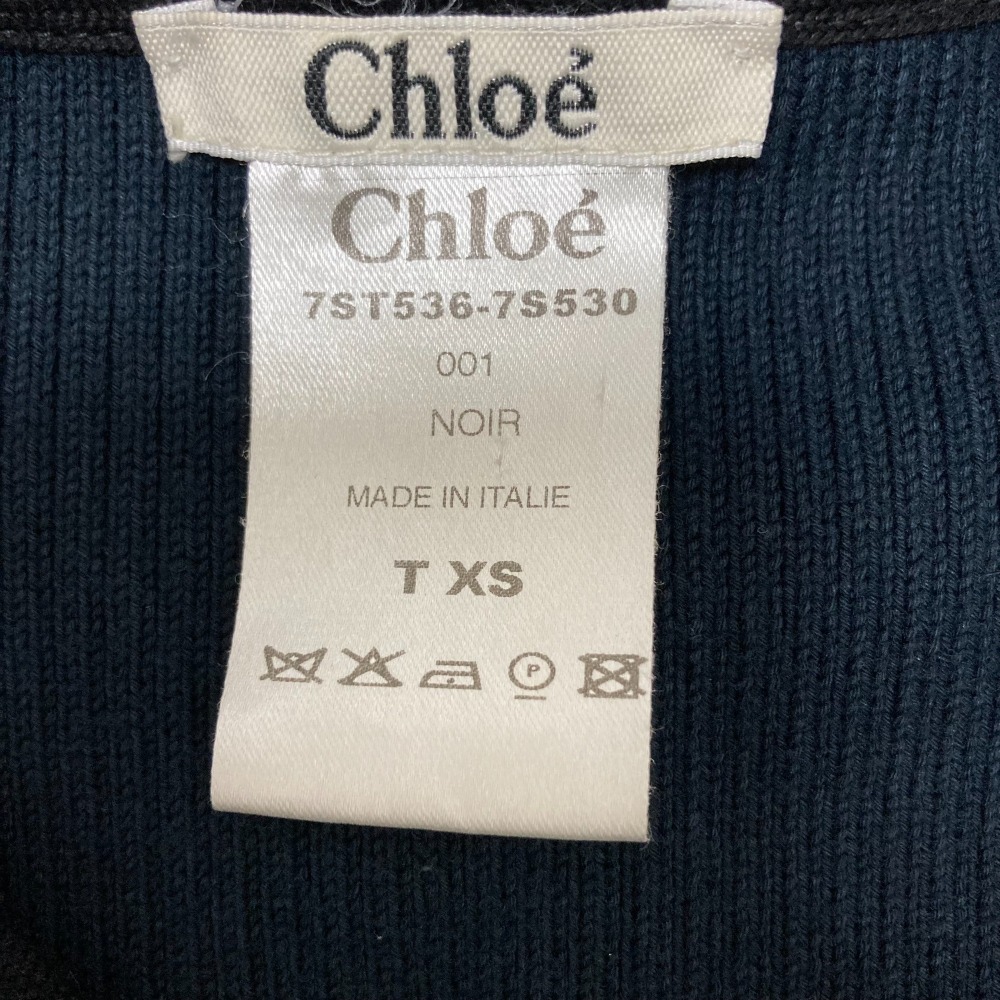 Chloé
Chloé
7ST536-7S530
001
NOIR
MADE IN ITALIE
T XS
P